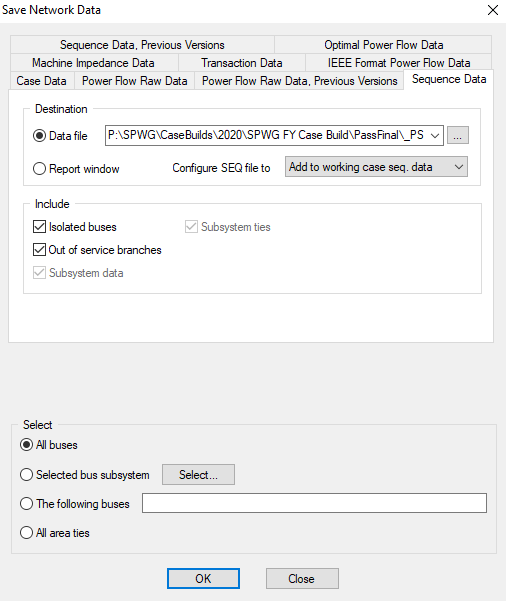 Save Network Data
Sequence Data, Previous Versions
Optimal Power Flow Data
Machine Impedance Data
Transaction Data
IEEE Format Power Flow Data
Case Data
Power Flow Raw Data
Power Flow Raw Data, Previous Versions
Sequence Data
Destination
Data file
P:\SPWG\CaseBuilds\2020\SPWG FY Case Build\PassFinal\_PS
...
Report window
Configure SEQ file to
Add to working case seq. data
Include
Isolated buses
Subsystem ties
Out of service branches
Subsystem data
Select
All buses
Selected bus subsystem
Select...
The following buses
All area ties
OK
Close